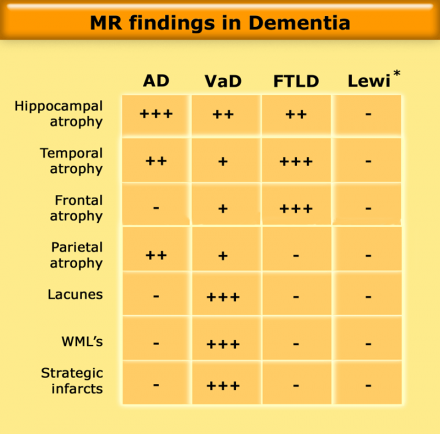 MR findings in Dementia
AD VaD FTLD Lewi*
Hippocampal
atrophy +++ ++ ++ -
Temporal
atrophy ++ + +++ -
Frontal
atrophy - + +++ -
Parietal
atrophy ++ + - -
Lacunes - +++ - -
WML's - +++ - -
Strategic
infarcts - +++ - -